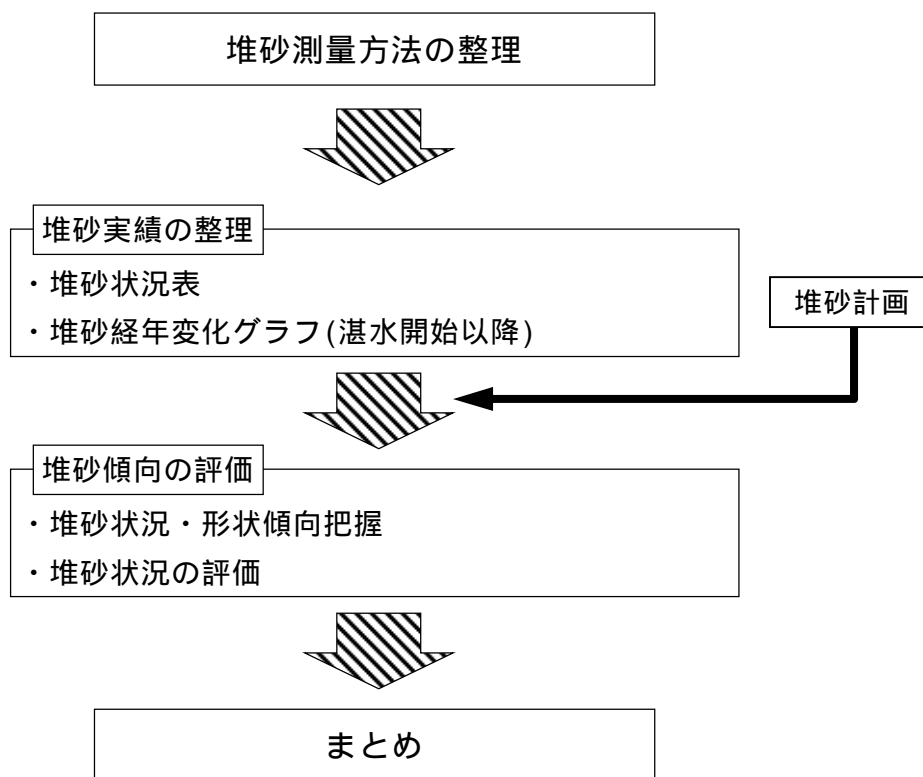 堆砂測量方法の整理
堆砂実績の整理
・堆砂状況表
・堆砂経年変化グラフ(湛水開始以降)
堆砂計画
堆砂傾向の評価
・堆砂状況・形状傾向把握
・堆砂状況の評価
まとめ